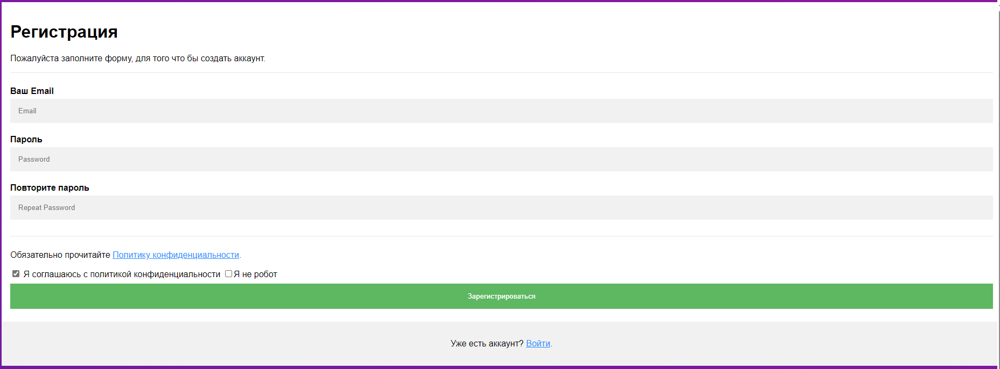 Регистрация
Пожалуйста заполните форму, для того что бы создать аккаунт.
Ваш Email
Email
Пароль
Password
Повторите пароль
Repeat Password
Обязательно прочитайте Политику конфиденциальности.
Я соглашаюсь с политикой конфиденциальности Я не робот
Зарегистрироваться
Уже есть аккаунт? Войти.